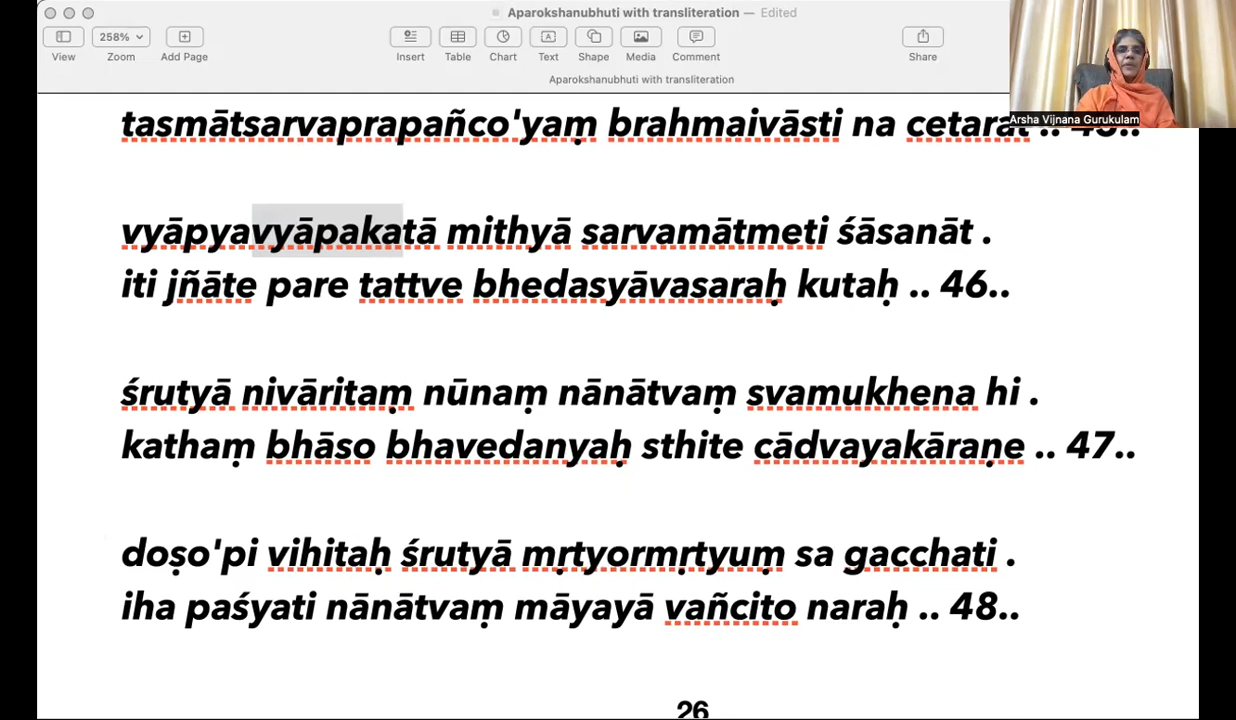 Aparokshanubhuti with transliteration — Edited
258%
View
Zoom
Add Page
Insert
Table
Chart
Text
Shape
Media
Comment
Share
Aparokshanubhuti with transliteration
Arsha Vijnana Gurukulam
tasmātsarvaprapañco'yaṃ brahmaivāsti na cetarat .. 45..
vyāpyavyāpakatā mithyā sarvamātmeti śāsanāt .
iti jñāte pare tattve bhedasyāvasaraḥ kutaḥ .. 46..
śrutyā nivāritaṃ nūnaṃ nānātvaṃ svamukhena hi .
kathaṃ bhāso bhavedanyaḥ sthite cādvayakāraṇe .. 47..
doṣo'pi vihitaḥ śrutyā mṛtyormṛtyuṃ sa gacchati .
iha paśyati nānātvaṃ māyayā vañcito naraḥ .. 48..
26